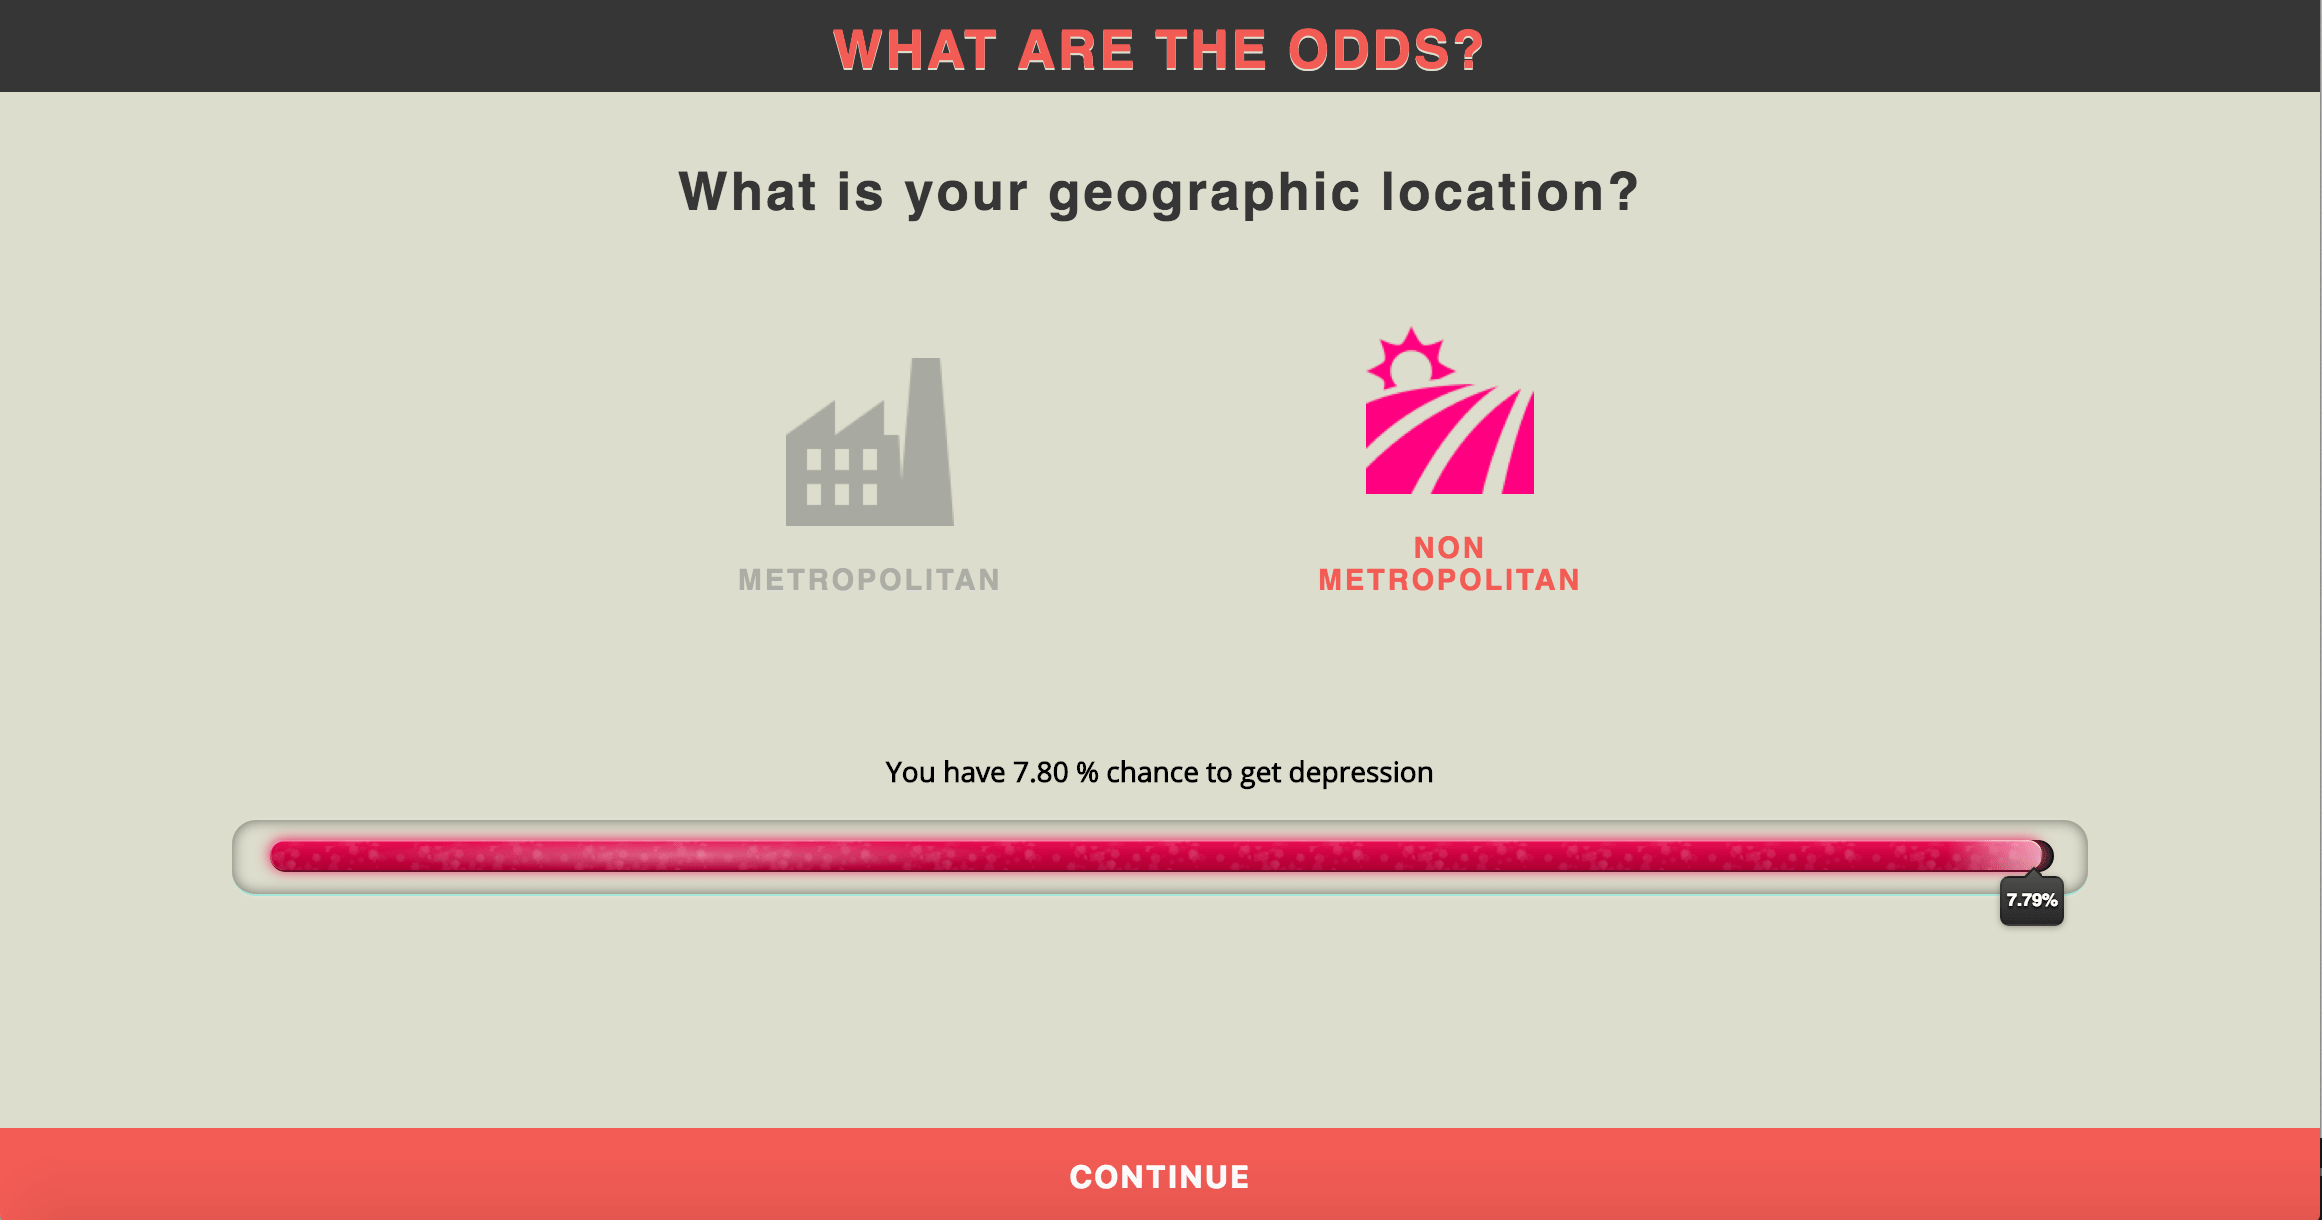 WHAT ARE THE ODDS?
What is your geographic location?
METROPOLITAN
NON
METROPOLITAN
You have 7.80 % chance to get depression
7.79%
CONTINUE